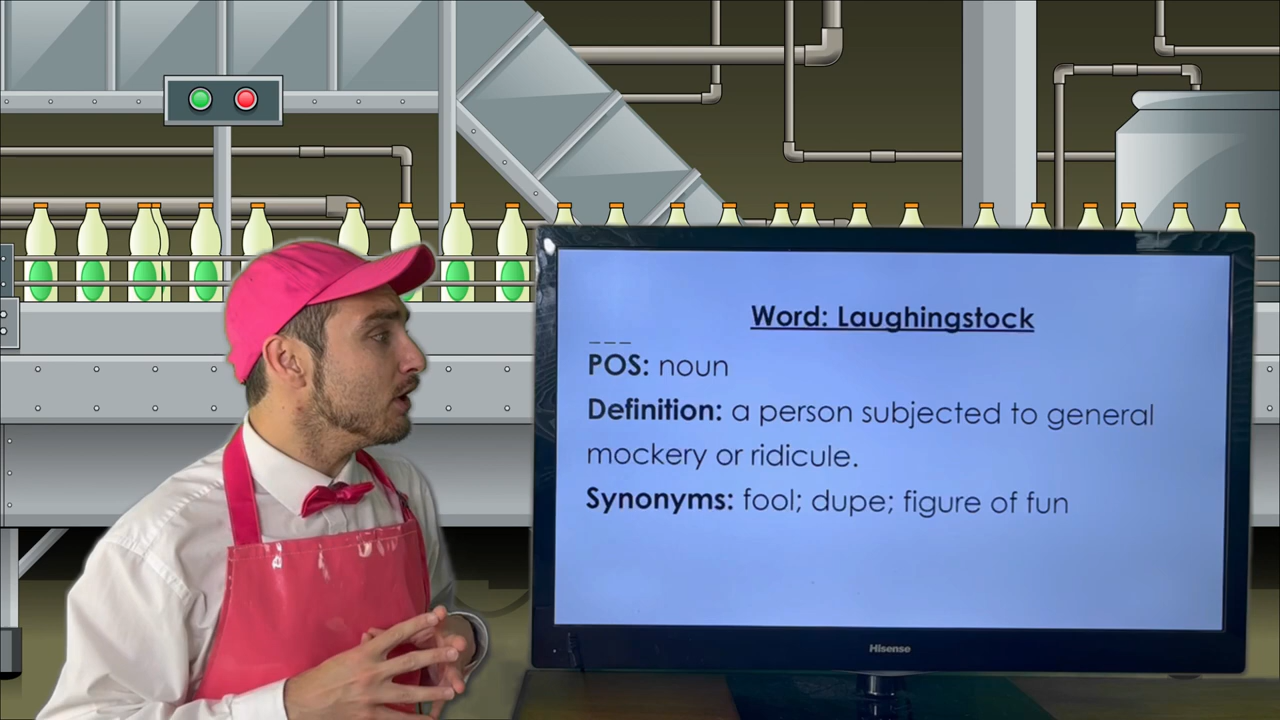 Word: Laughingstock
POS: noun
Definition: a person subjected to general
mockery or ridicule.
Synonyms: fool; dupe; figure of fun
Hisense